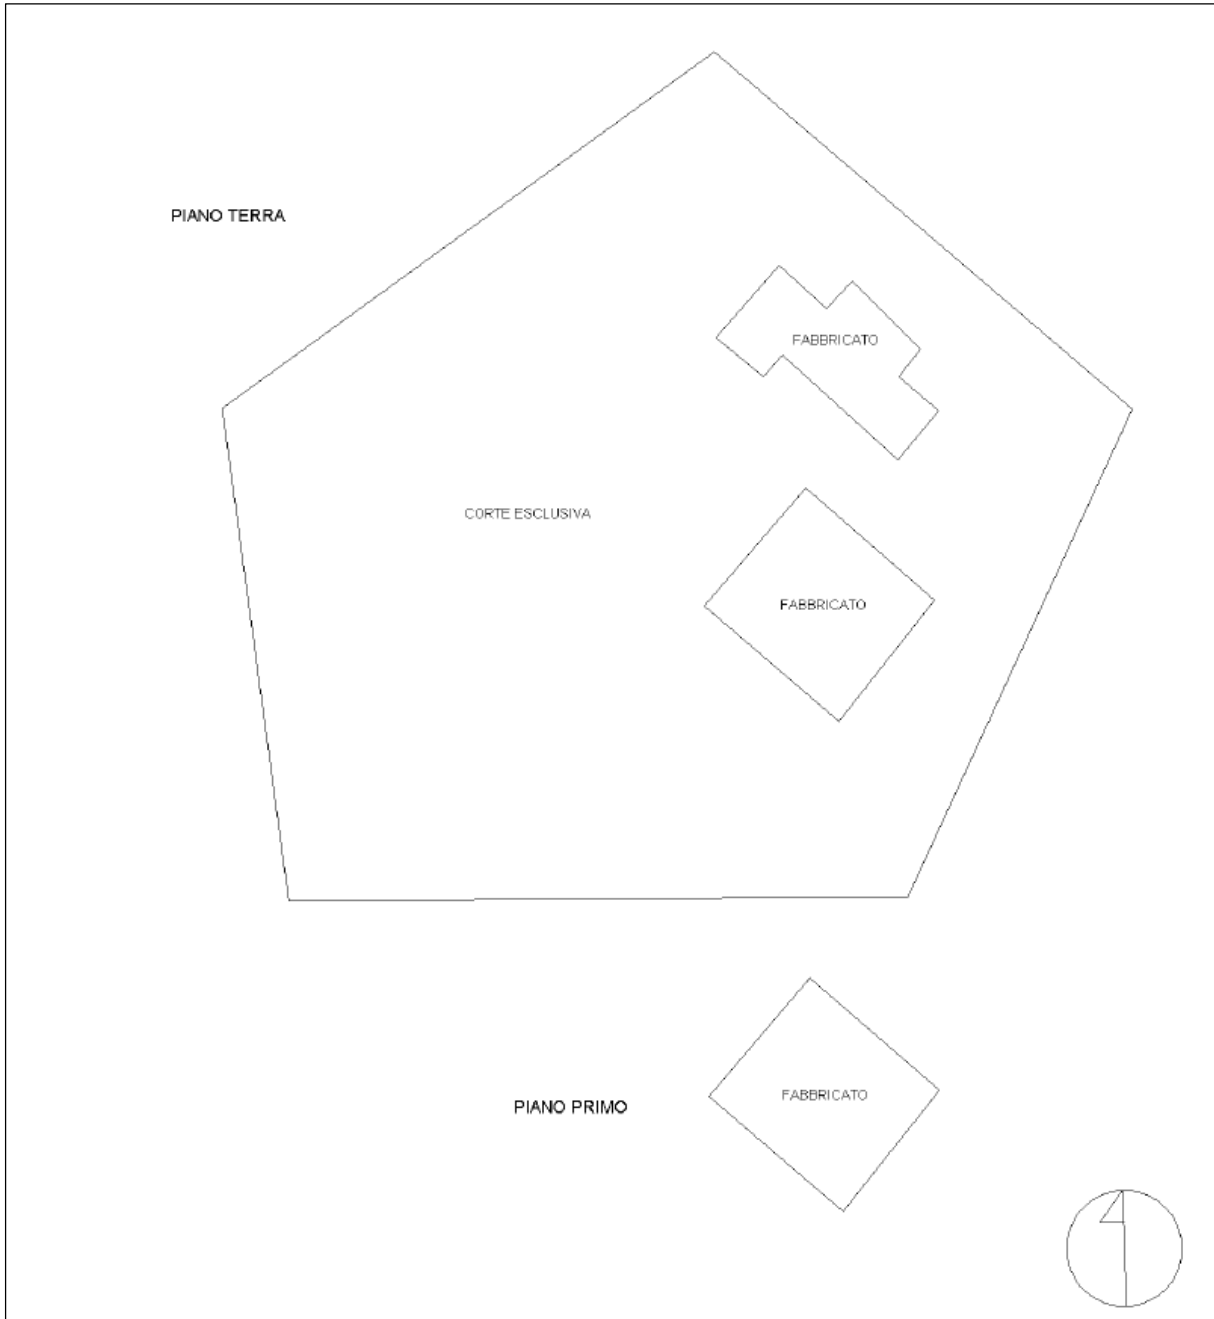 PIANO TERRA
FABBRICATO
CORTE ESCLUSIVA
FABBRICATO
FABBRICATO
PIANO PRIMO